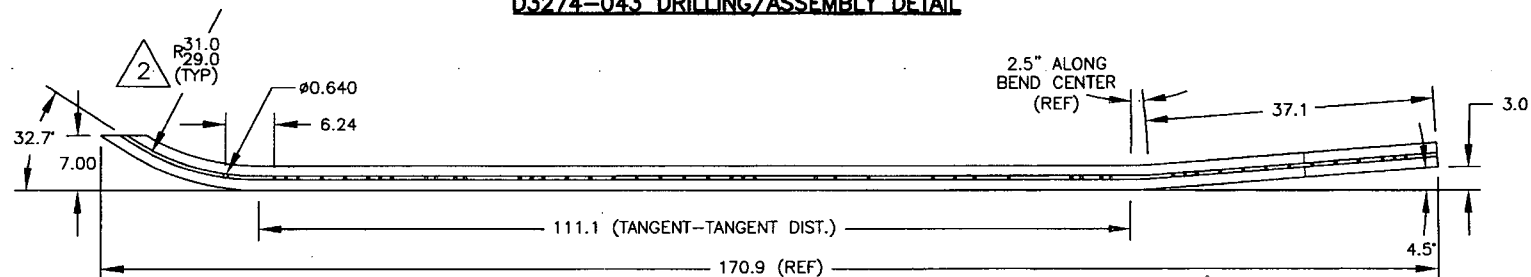 D3274-043 DRILLING/ASSEMBLY DETAIL
2
R31.0
29.0
(TYP)
Ø0.640
6.24
2.5" ALONG
BEND CENTER
(REF)
37.1
3.0
32.7°
7.00
111.1 (TANGENT-TANGENT DIST.)
4.5°
170.9 (REF)